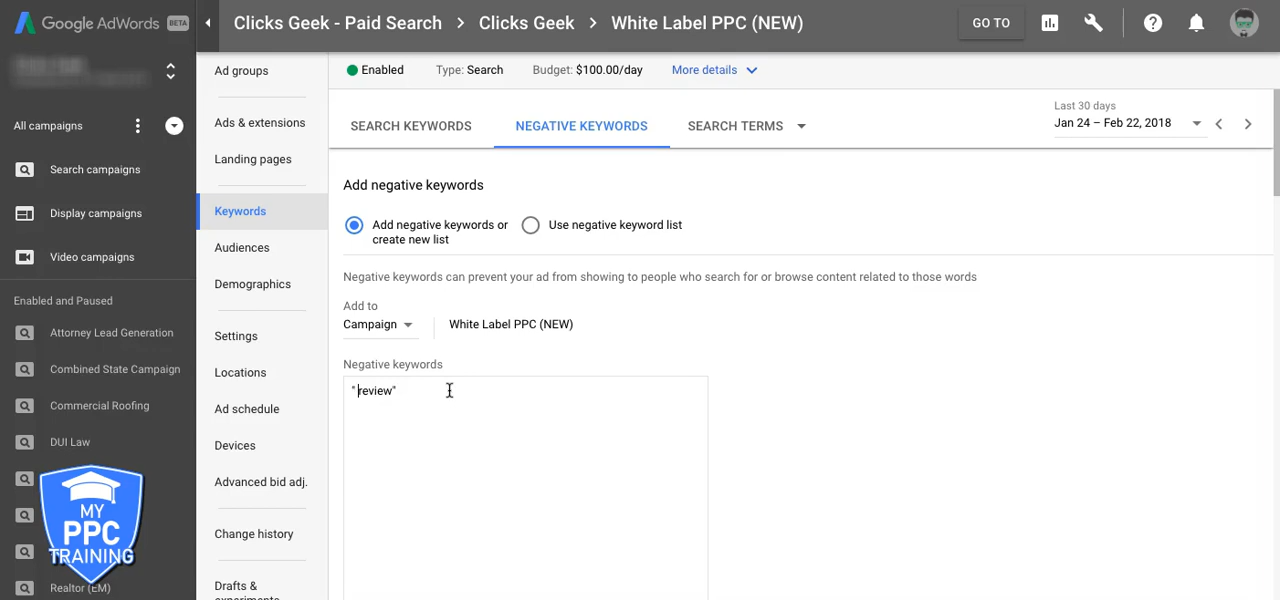 Google AdWords BETA
Clicks Geek - Paid Search > Clicks Geek > White Label PPC (NEW)
GO TO
All campaigns
Search campaigns
Display campaigns
Video campaigns
Enabled and Paused
Attorney Lead Generation
Combined State Campaign
Commercial Roofing
DUI Law
MY
PPC
TRAINING
Realtor (EM)
Ad groups
Ads & extensions
Landing pages
Keywords
Audiences
Demographics
Settings
Locations
Ad schedule
Devices
Advanced bid adj.
Change history
Drafts &
experiments
Enabled Type: Search Budget: $100.00/day More details
SEARCH KEYWORDS NEGATIVE KEYWORDS SEARCH TERMS
Last 30 days
Jan 24 – Feb 22, 2018
Add negative keywords
Add negative keywords or
create new list
Use negative keyword list
Negative keywords can prevent your ad from showing to people who search for or browse content related to those words
Add to
Campaign White Label PPC (NEW)
Negative keywords
" review"